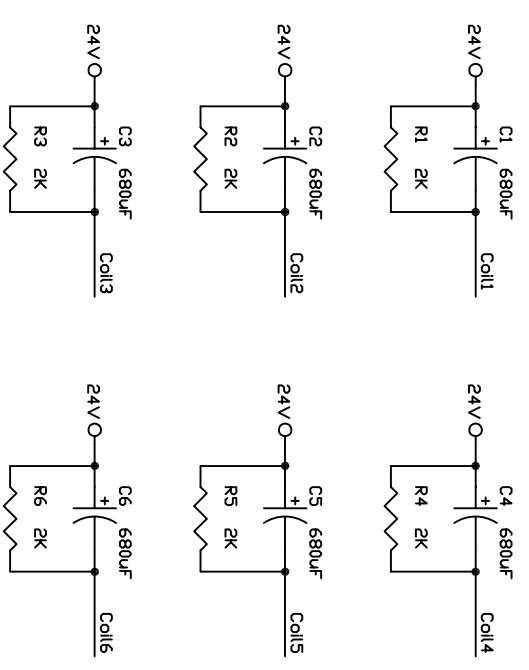 C1 680uF
24V
Coil1
R1 2K
C4 680uF
24V
Coil4
R4 2K
C2 680uF
24V
Coil2
R2 2K
C5 680uF
24V
Coil5
R5 2K
C3 680uF
24V
Coil3
R3 2K
C6 680uF
24V
Coil6
R6 2K